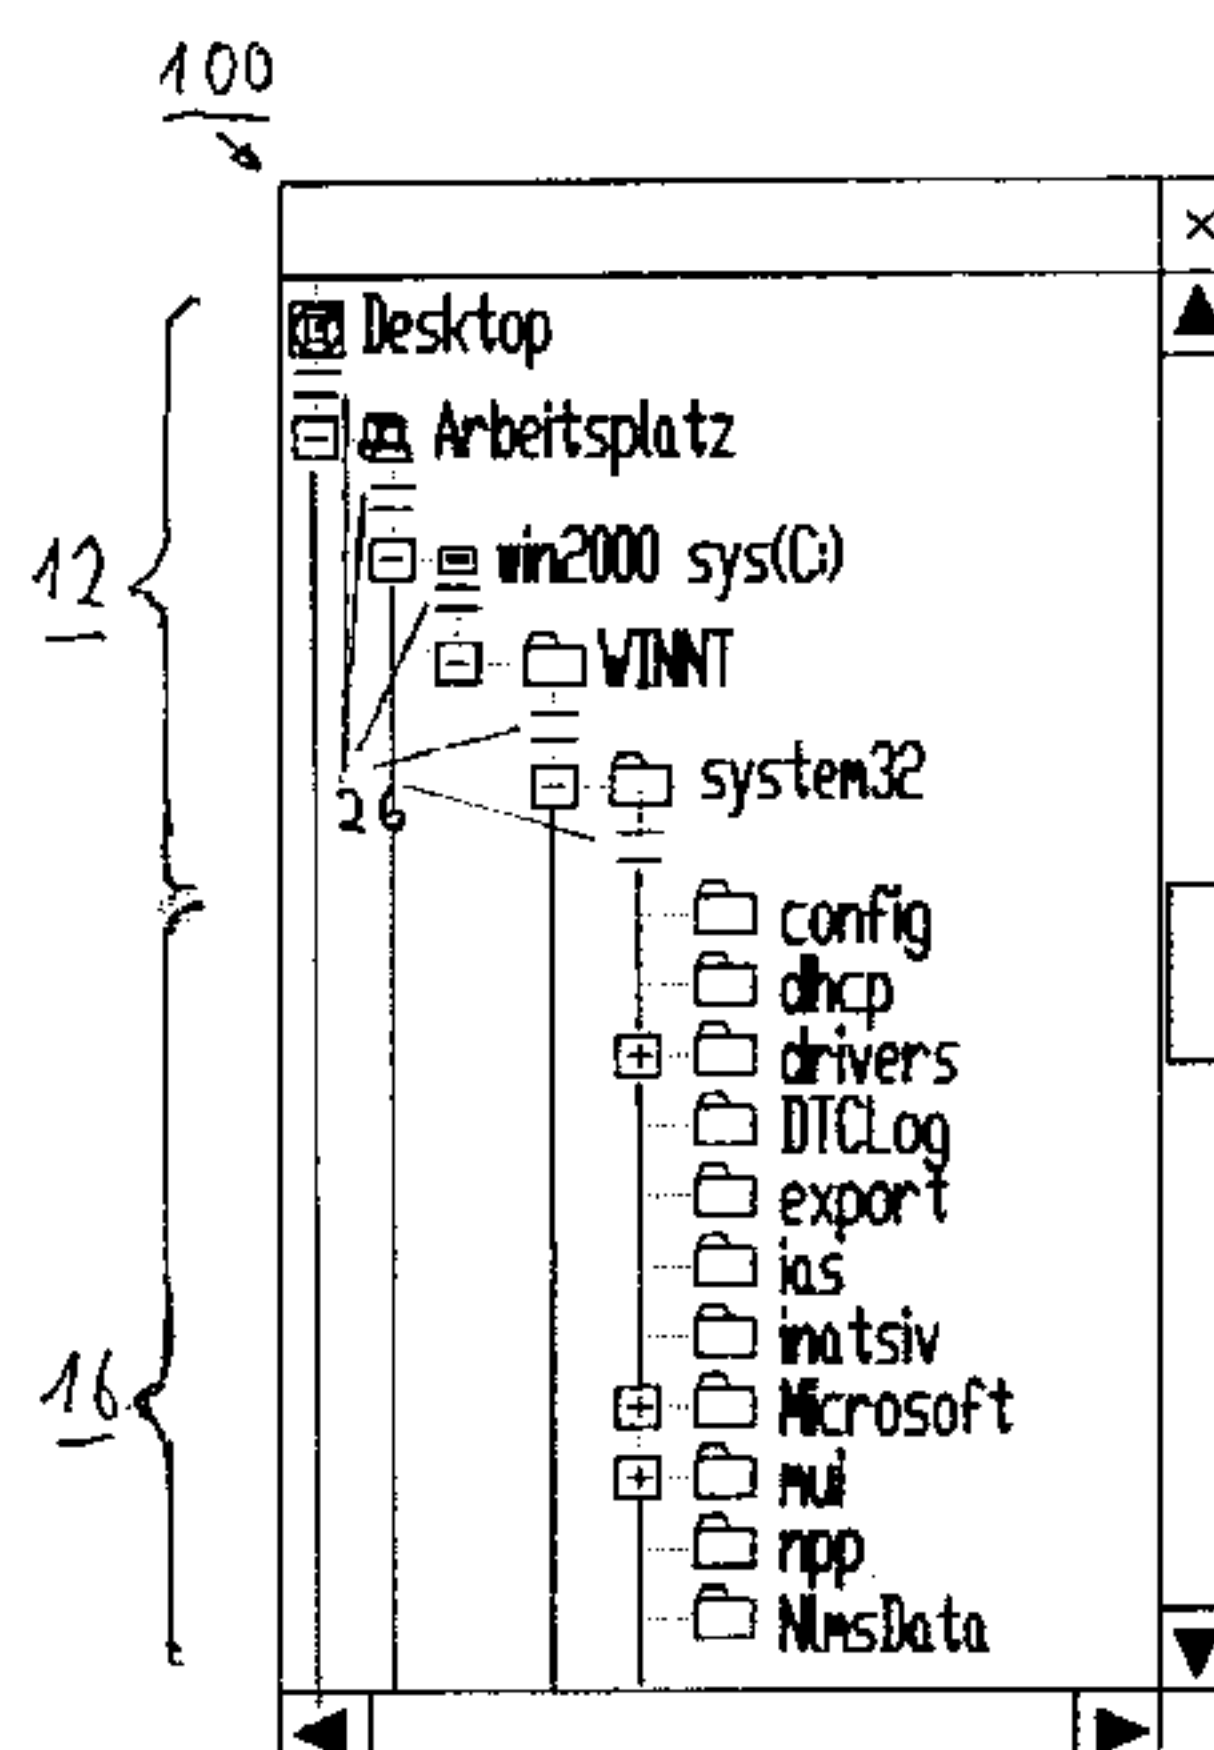 100
Desktop
Arbeitsplatz
12
win2000 sys(C:)
WINNT
system32
26
config
dhcp
drivers
DTCLog
export
ias
inatsiv
16
Microsoft
mui
npp
NlmsData